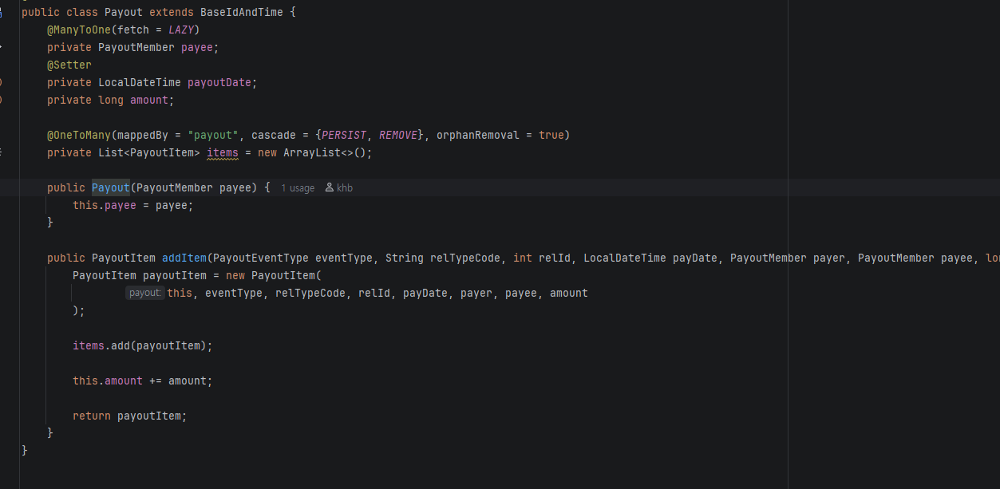 public class Payout extends BaseIdAndTime {
@ManyToOne(fetch = LAZY)
private PayoutMember payee;
@Setter
private LocalDateTime payoutDate;
private long amount;
@OneToMany(mappedBy = "payout", cascade = {PERSIST, REMOVE}, orphanRemoval = true)
private List<PayoutItem> items = new ArrayList<>();
public Payout(PayoutMember payee) { 1 usage khb
this.payee = payee;
}
public PayoutItem addItem(PayoutEventType eventType, String relTypeCode, int relId, LocalDateTime payDate, PayoutMember payer, PayoutMember payee,
PayoutItem payoutItem = new PayoutItem(
payout: this, eventType, relTypeCode, relId, payDate, payer, payee, amount
);
items.add(payoutItem);
this.amount += amount;
return payoutItem;
}
}